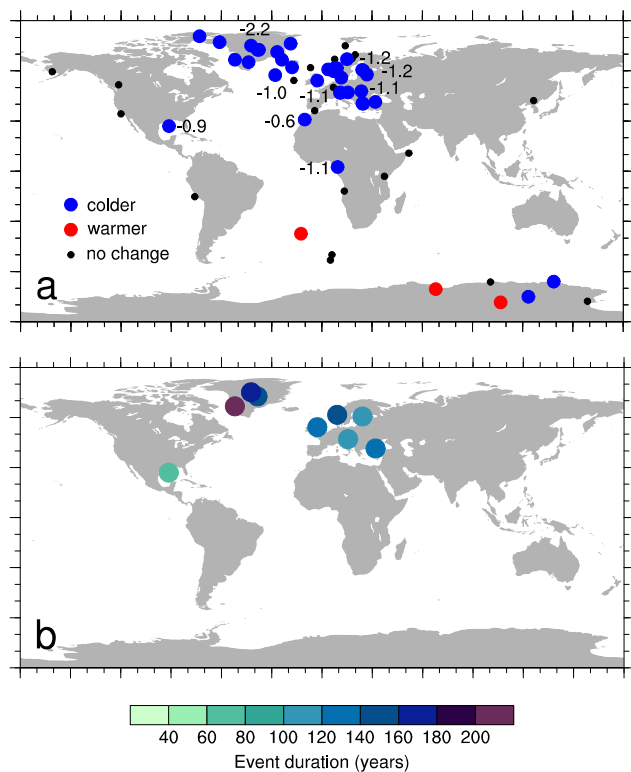 -2.2
-1.2
-1.2
-1.0
-1.1
-1.1
-0.9
-0.6
-1.1
colder
warmer
no change
a
b
40 60 80 100 120 140 160 180 200
Event duration (years)